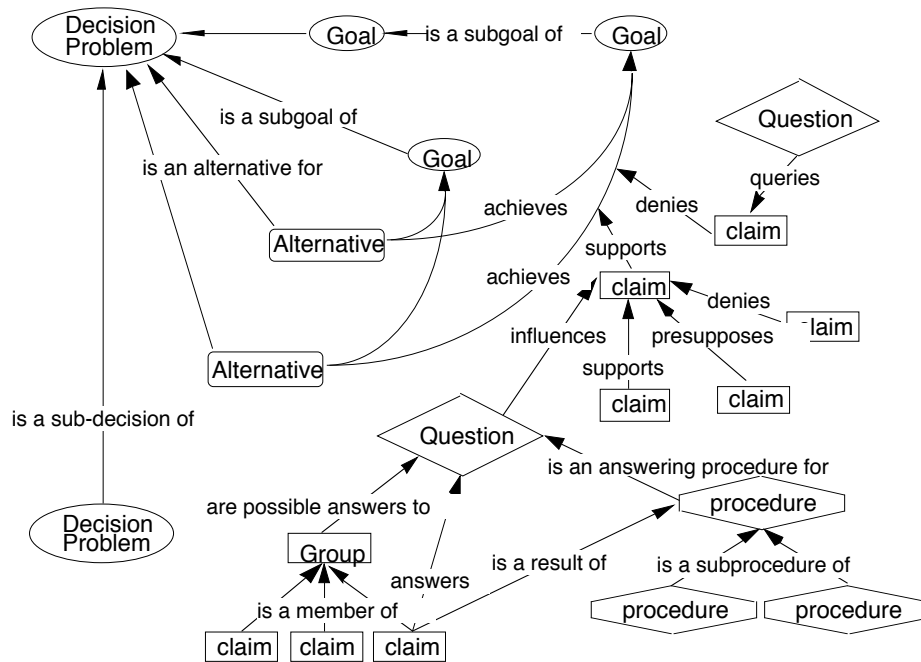 Decision
Problem
Goal
is a subgoal of
Goal
Question
is a subgoal of
Goal
is an alternative for
queries
achieves
denies
claim
Alternative
supports
claim
denies
achieves
claim
influences
presupposes
Alternative
supports
claim
claim
is a sub-decision of
Question
is an answering procedure for
procedure
are possible answers to
Decision
Problem
Group
is a result of
is a subprocedure of
answers
is a member of
procedure
procedure
claim
claim
claim